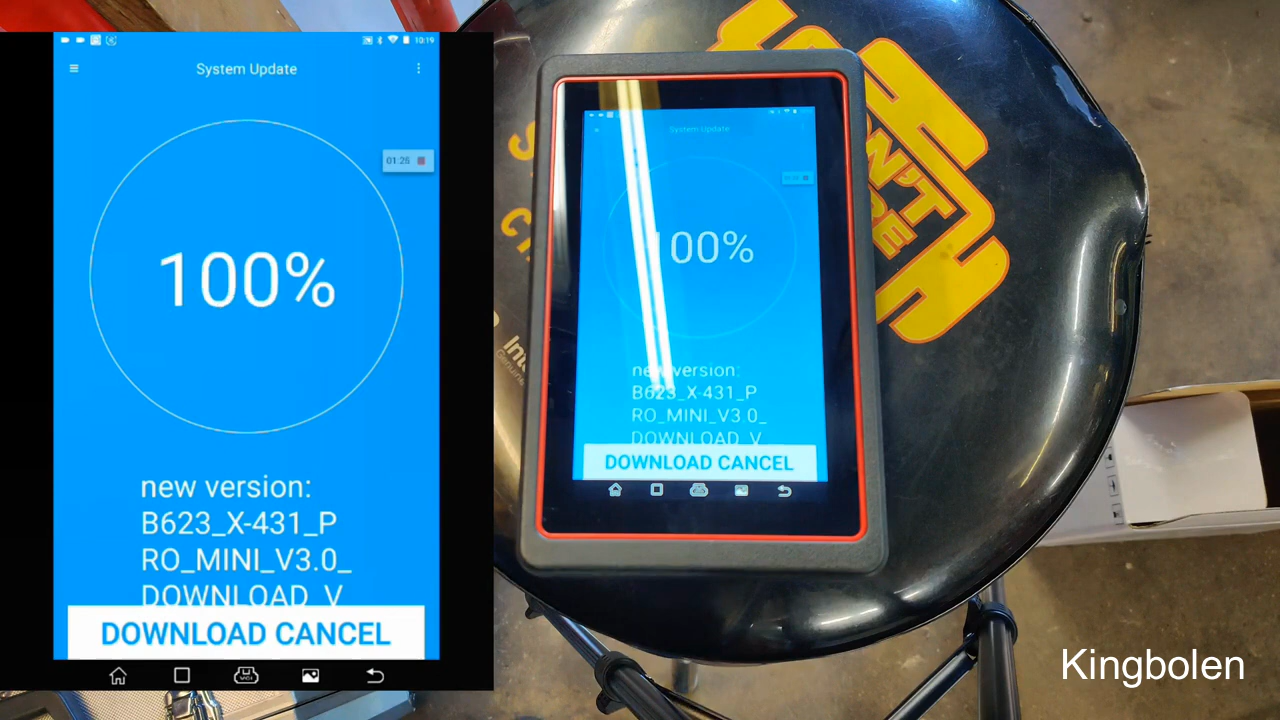 10:19
System Update
01:25
100%
new version:
B623_X-431_P
RO_MINI_V3.0_
DOWNLOAD_V
DOWNLOAD CANCEL
System Update
100%
new version:
B623_X-431_P
RO_MINI_V3.0_
DOWNLOAD_V
DOWNLOAD CANCEL
Kingbolen